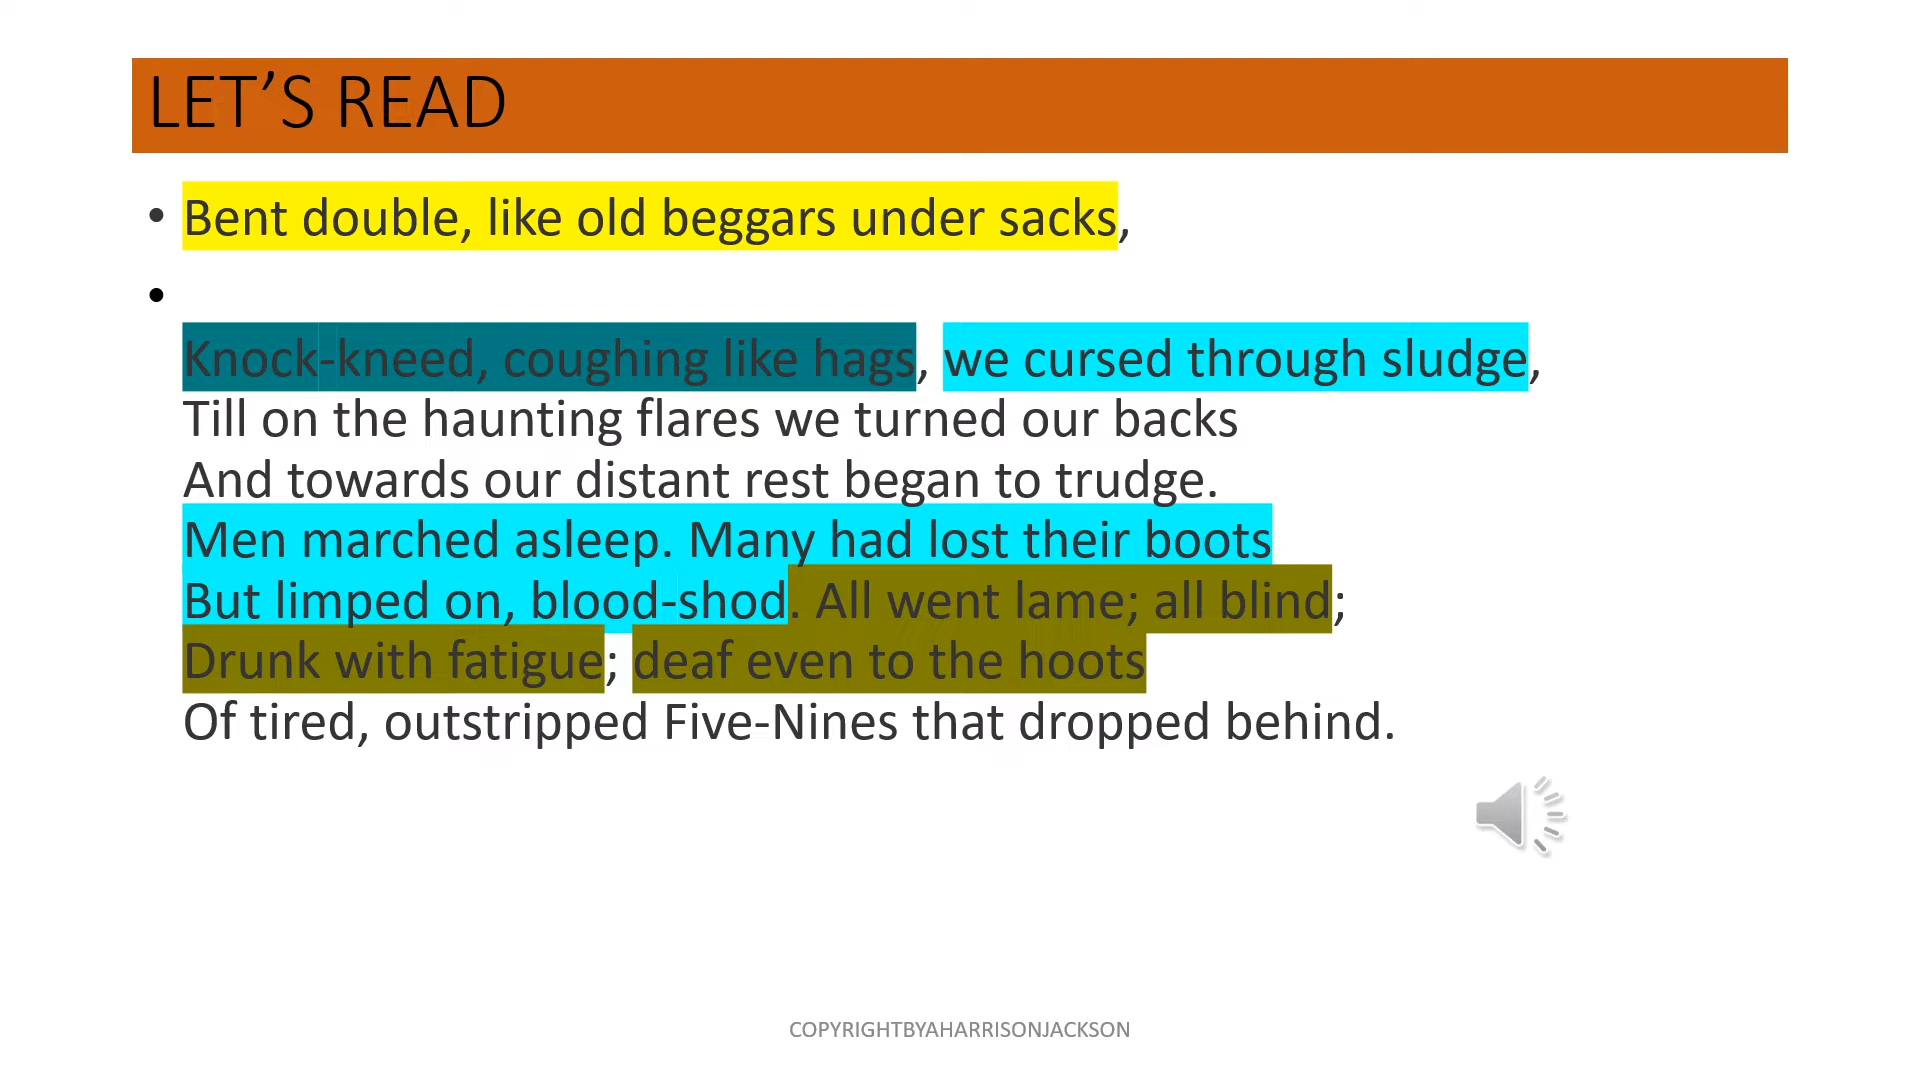 LET’S READ
• Bent double, like old beggars under sacks,
•
Knock-kneed, coughing like hags, we cursed through sludge,
Till on the haunting flares we turned our backs
And towards our distant rest began to trudge.
Men marched asleep. Many had lost their boots
But limped on, blood-shod. All went lame; all blind;
Drunk with fatigue; deaf even to the hoots
Of tired, outstripped Five-Nines that dropped behind.
COPYRIGHTBYAHARRISONJACKSON